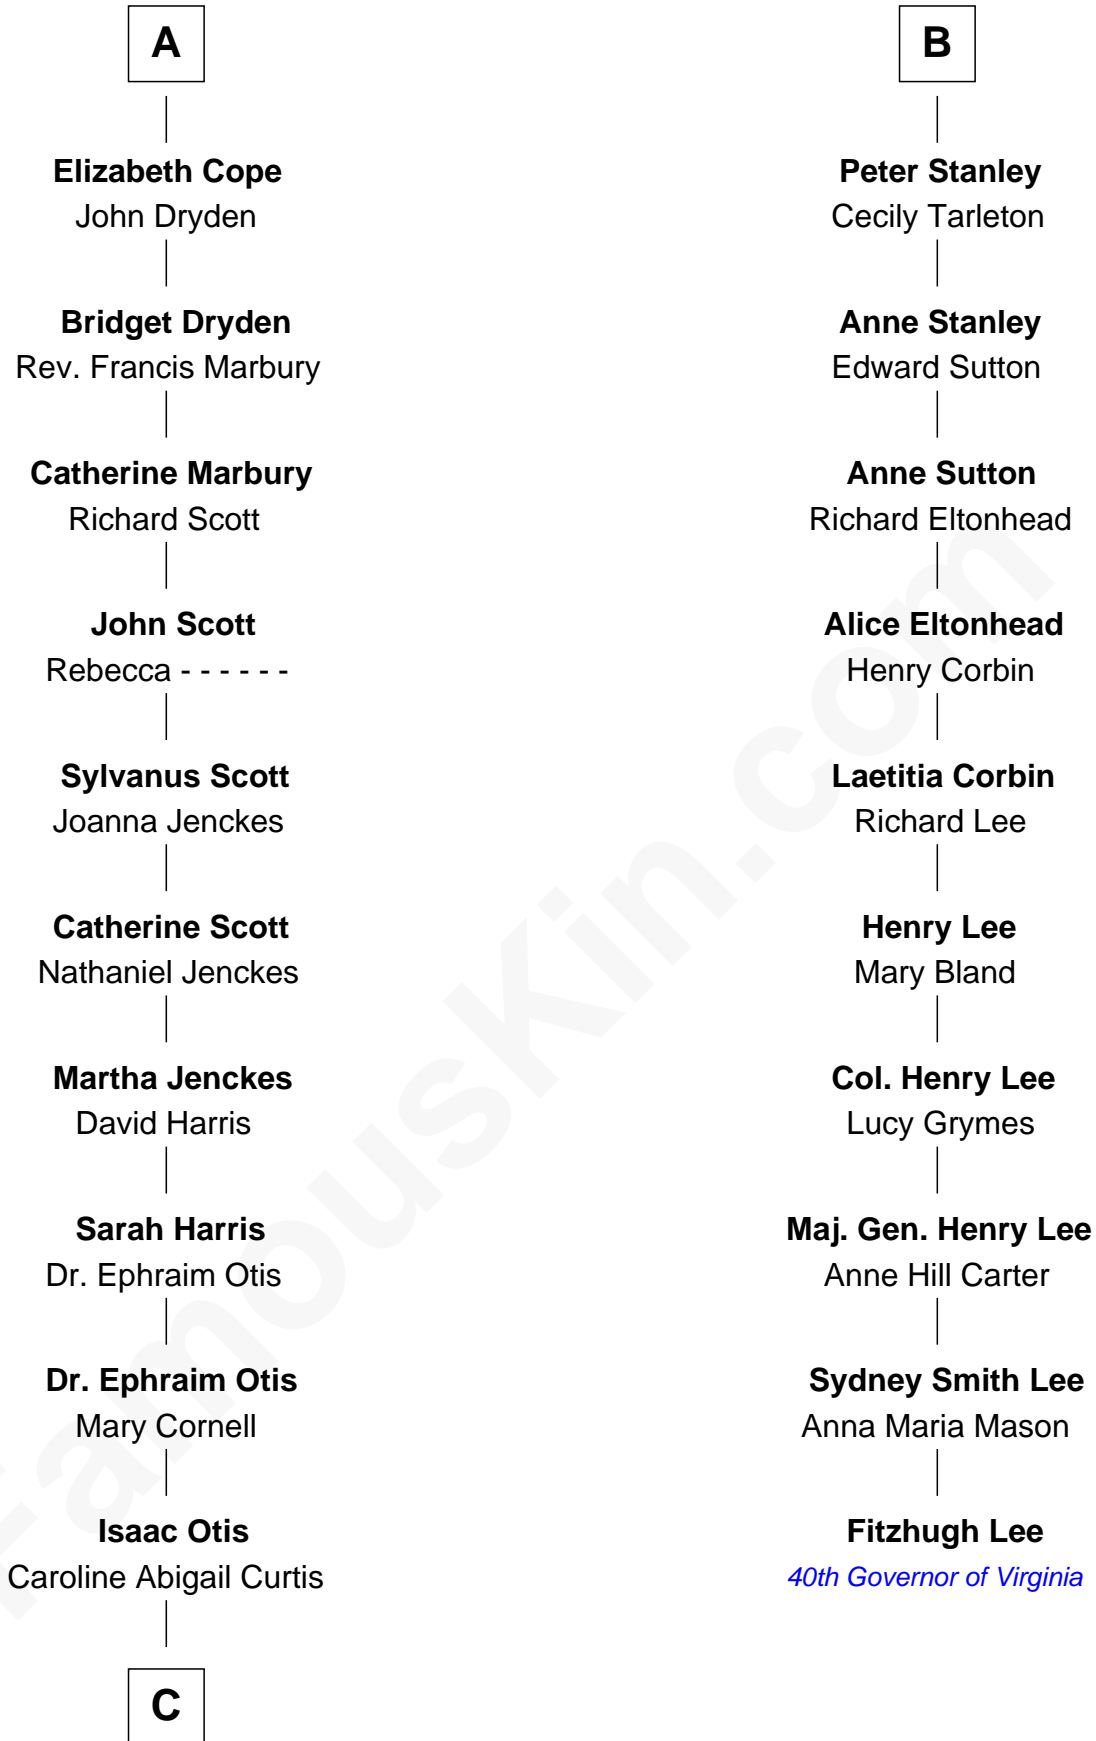 A
Elizabeth Cope
John Dryden
Bridget Dryden
Rev. Francis Marbury
Catherine Marbury
Richard Scott
John Scott
Rebecca - - - - - -
Sylvanus Scott
Joanna Jenckes
Catherine Scott
Nathaniel Jenckes
Martha Jenckes
David Harris
Sarah Harris
Dr. Ephraim Otis
Dr. Ephraim Otis
Mary Cornell
Isaac Otis
Caroline Abigail Curtis
C
B
Peter Stanley
Cecily Tarleton
Anne Stanley
Edward Sutton
Anne Sutton
Richard Eltonhead
Alice Eltonhead
Henry Corbin
Laetitia Corbin
Richard Lee
Henry Lee
Mary Bland
Col. Henry Lee
Lucy Grymes
Maj. Gen. Henry Lee
Anne Hill Carter
Sydney Smith Lee
Anna Maria Mason
Fitzhugh Lee
40th Governor of Virginia
FamousKin.com